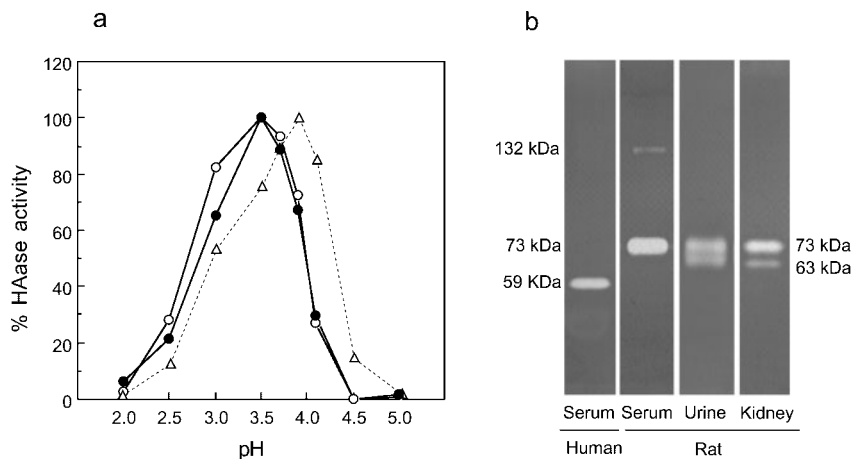 a
120
100
80
60
40
20
0
% HAase activity
2.0 2.5 3.0 3.5 4.0 4.5 5.0
pH
b
132 kDa
73 kDa
59 KDa
73 kDa
63 kDa
Serum Serum Urine Kidney
Human Rat